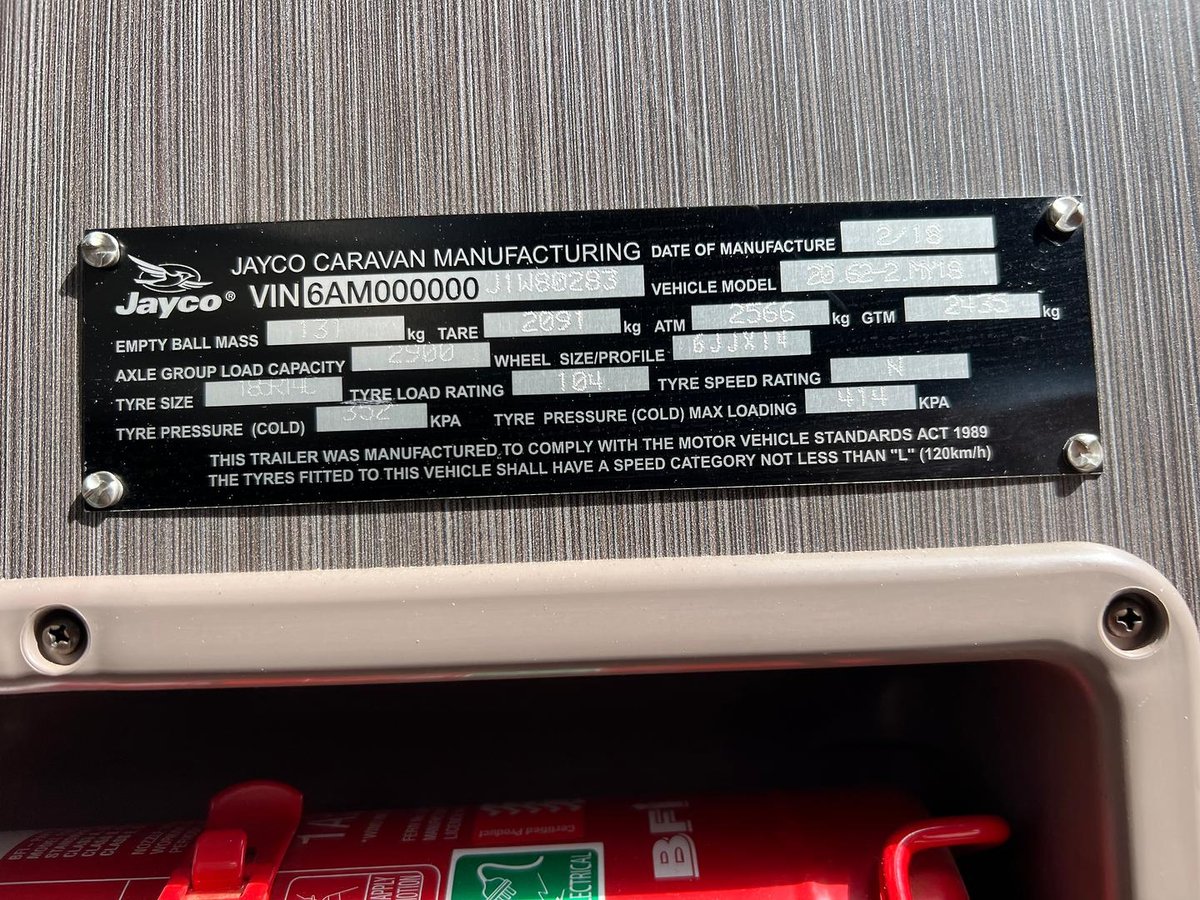 Jayco®
JAYCO CARAVAN MANUFACTURING DATE OF MANUFACTURE 2/18
VIN 6AM000000 J1W80283 VEHICLE MODEL 20.62-2.MY18
EMPTY BALL MASS 131 kg TARE 2091 kg ATM 2566 kg GTM 2435 kg
AXLE GROUP LOAD CAPACITY 2900 WHEEL SIZE/PROFILE 6JJX14
TYRE SIZE TYRE LOAD RATING 104 TYRE SPEED RATING N
TYRE PRESSURE (COLD) 352 KPA TYRE PRESSURE (COLD) MAX LOADING 414 KPA
THIS TRAILER WAS MANUFACTURED TO COMPLY WITH THE MOTOR VEHICLE STANDARDS ACT 1989
THE TYRES FITTED TO THIS VEHICLE SHALL HAVE A SPEED CATEGORY NOT LESS THAN "L" (120km/h)
Certified Product